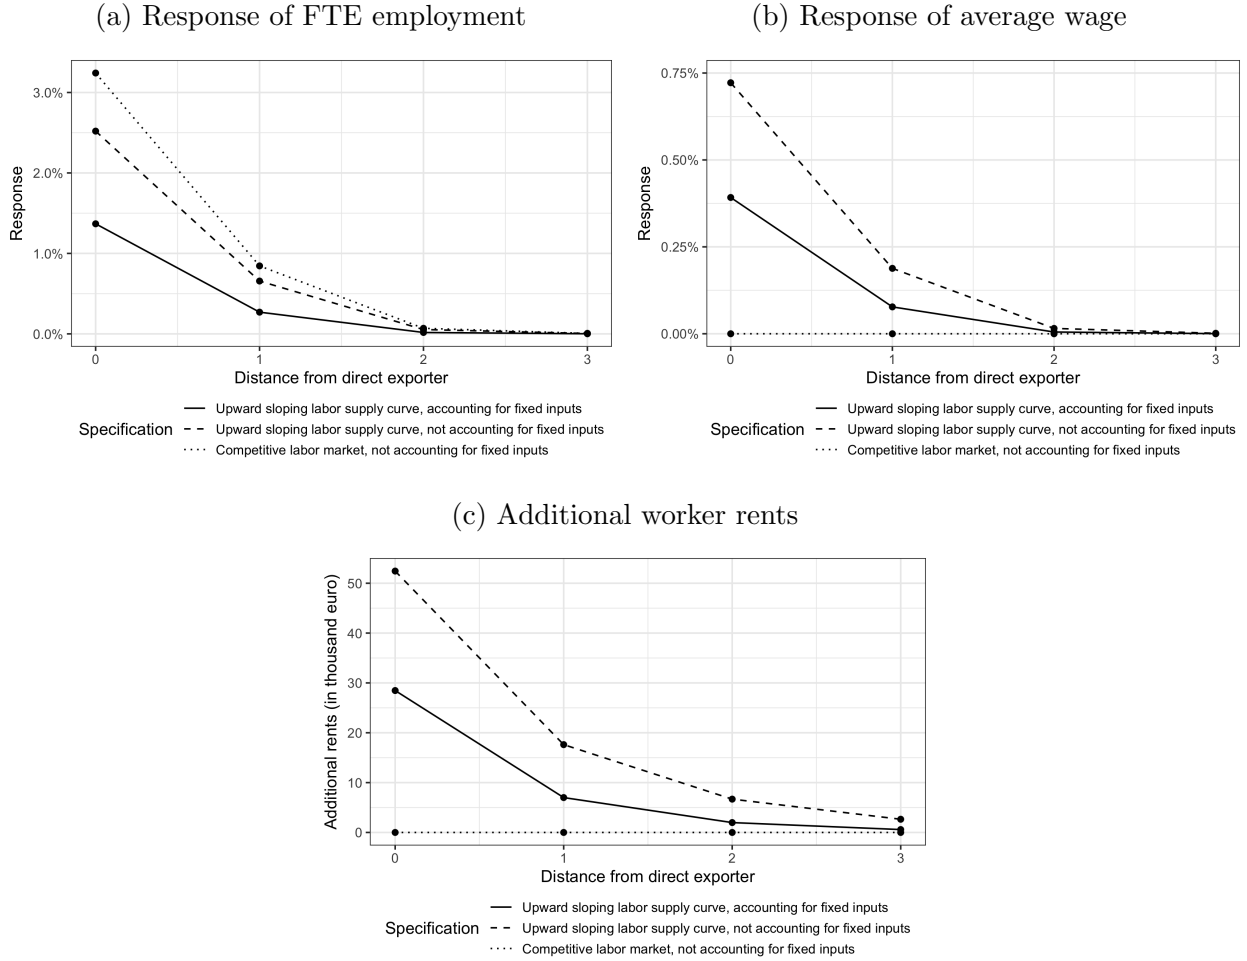 (a) Response of FTE employment
Response
3.0%
2.0%
1.0%
0.0%
0 1 2 3
Distance from direct exporter
Specification
Upward sloping labor supply curve, accounting for fixed inputs
Upward sloping labor supply curve, not accounting for fixed inputs
Competitive labor market, not accounting for fixed inputs
(b) Response of average wage
Response
0.75%
0.50%
0.25%
0.00%
0 1 2 3
Distance from direct exporter
Specification
Upward sloping labor supply curve, accounting for fixed inputs
Upward sloping labor supply curve, not accounting for fixed inputs
Competitive labor market, not accounting for fixed inputs
(c) Additional worker rents
Additional rents (in thousand euro)
50
40
30
20
10
0
0 1 2 3
Distance from direct exporter
Specification
Upward sloping labor supply curve, accounting for fixed inputs
Upward sloping labor supply curve, not accounting for fixed inputs
Competitive labor market, not accounting for fixed inputs